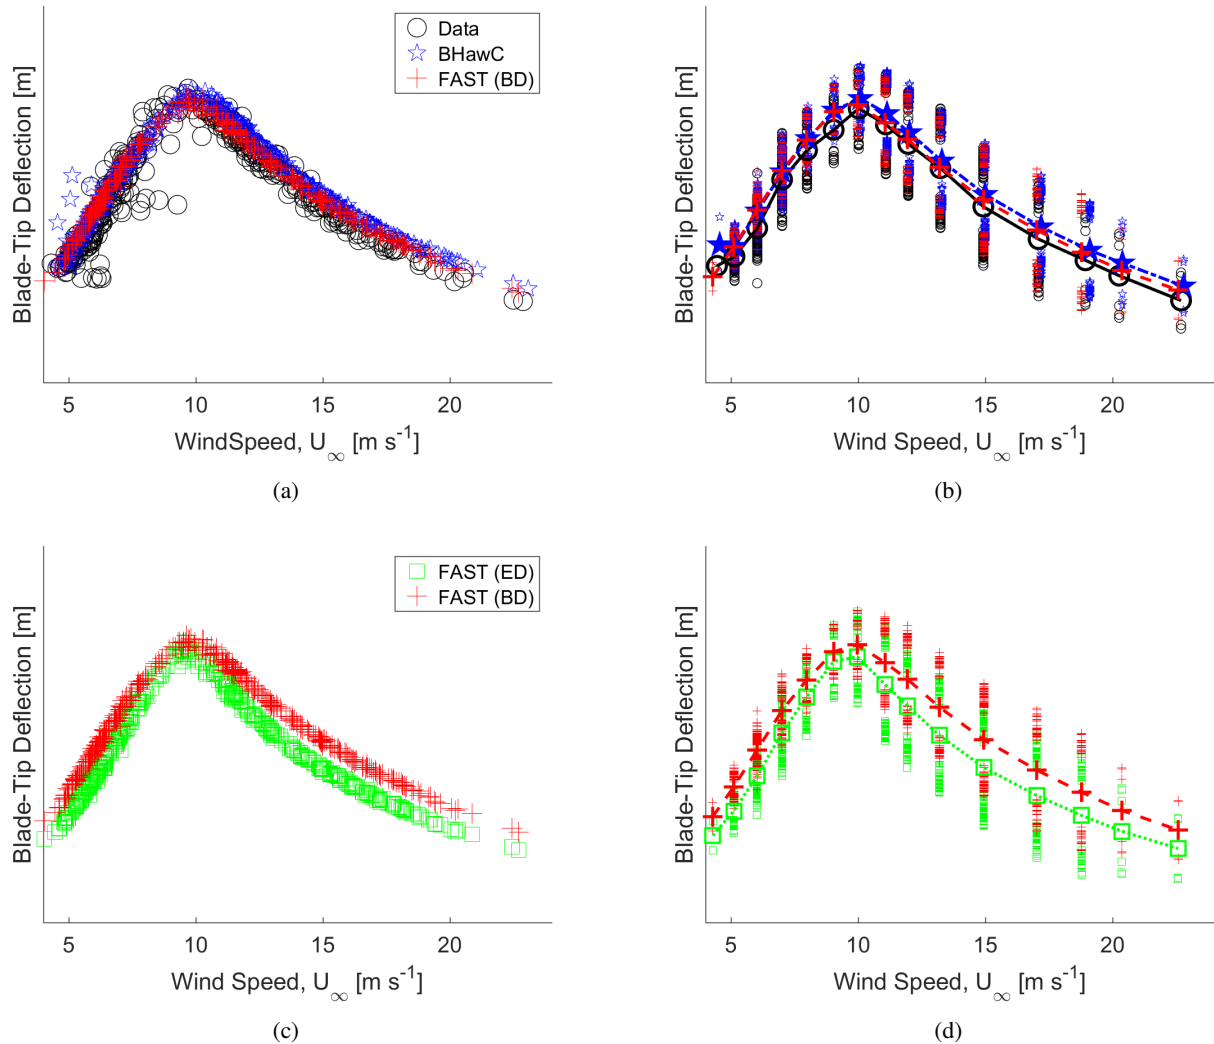 Blade-Tip Deflection [m]
Data
BHawC
FAST (BD)
5 10 15 20
WindSpeed, U∞ [m s⁻¹]
(a)
Blade-Tip Deflection [m]
5 10 15 20
Wind Speed, U∞ [m s⁻¹]
(b)
Blade-Tip Deflection [m]
FAST (ED)
FAST (BD)
5 10 15 20
Wind Speed, U∞ [m s⁻¹]
(c)
Blade-Tip Deflection [m]
5 10 15 20
Wind Speed, U∞ [m s⁻¹]
(d)